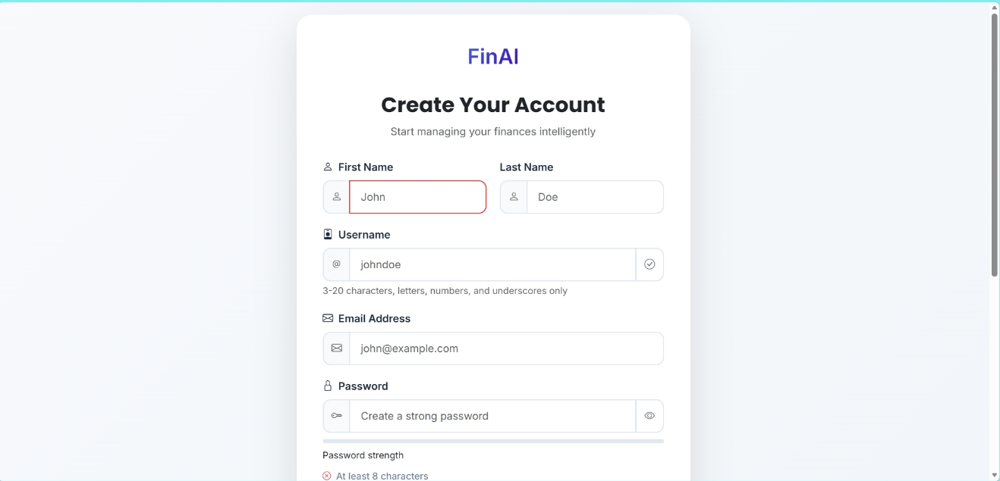 FinAI
Create Your Account
Start managing your finances intelligently
First Name
Last Name
John
Doe
Username
@ johndoe
3-20 characters, letters, numbers, and underscores only
Email Address
john@example.com
Password
Create a strong password
Password strength
At least 8 characters